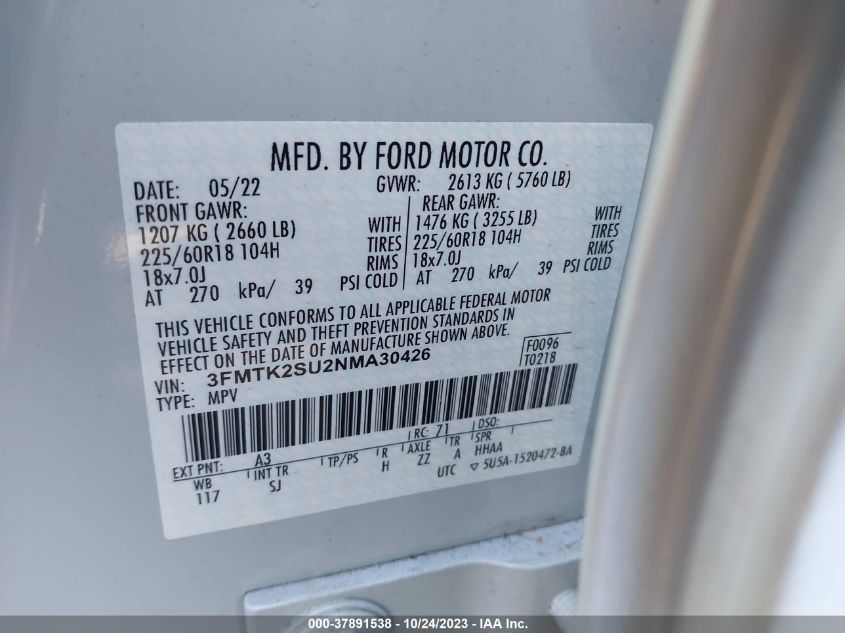 MFD. BY FORD MOTOR CO.
DATE: 05/22 GVWR: 2613 KG ( 5760 LB)
FRONT GAWR: REAR GAWR:
1207 KG ( 2660 LB) WITH 1476 KG ( 3255 LB) WITH
225/60R18 104H TIRES 225/60R18 104H TIRES
18x7.0J RIMS 18x7.0J RIMS
AT 270 kPa/ 39 PSI COLD AT 270 kPa/ 39 PSI COLD
THIS VEHICLE CONFORMS TO ALL APPLICABLE FEDERAL MOTOR
VEHICLE SAFETY AND THEFT PREVENTION STANDARDS IN
EFFECT ON THE DATE OF MANUFACTURE SHOWN ABOVE.
VIN: 3FMTK2SU2NMA30426 F0096
TYPE: MPV T0218
EXT PNT: A3 RC: 71 DSO:
WB INT TR TP/PS R AXLE TR SPR
117 SJ H ZZ A HHAA
UTC ▽ 5U5A-1520472-BA
000-37891538 - 10/24/2023 - IAA Inc.